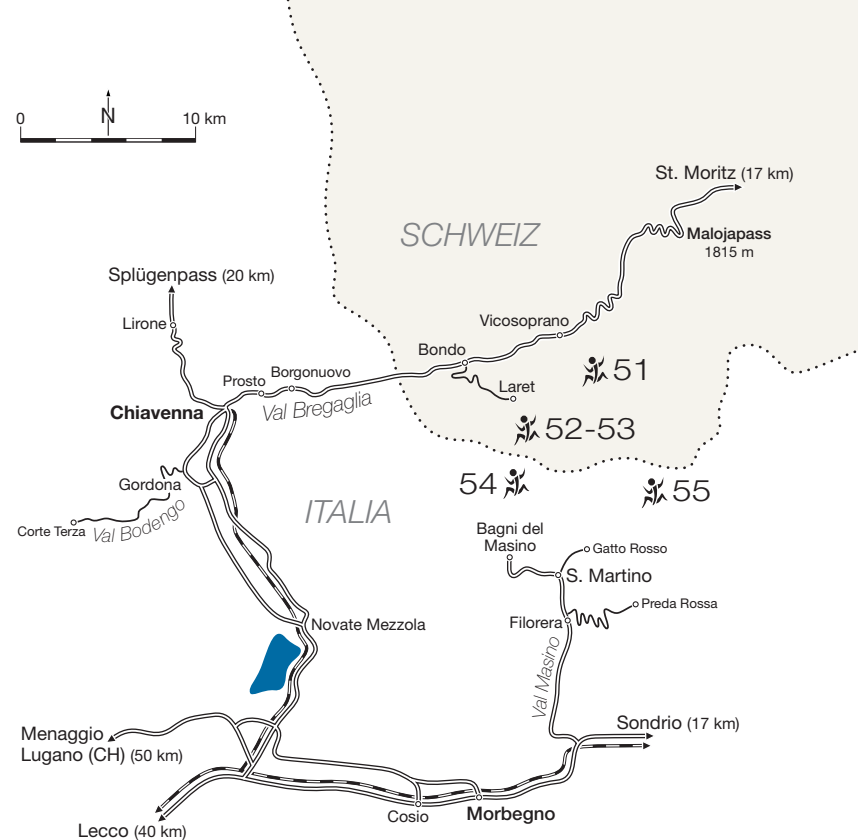 0
N
10 km
St. Moritz (17 km)
SCHWEIZ
Malojapass
1815 m
Splügenpass (20 km)
Lirone
Vicosoprano
Bondo
51
Prosto
Borgonuovo
Laret
Chiavenna
Val Bregaglia
52-53
Gordona
54
55
ITALIA
Corte Terza
Val Bodengo
Bagni del
Masino
Gatto Rosso
S. Martino
Preda Rossa
Filorera
Novate Mezzola
Val Masino
Menaggio
Lugano (CH) (50 km)
Sondrio (17 km)
Cosio
Morbegno
Lecco (40 km)